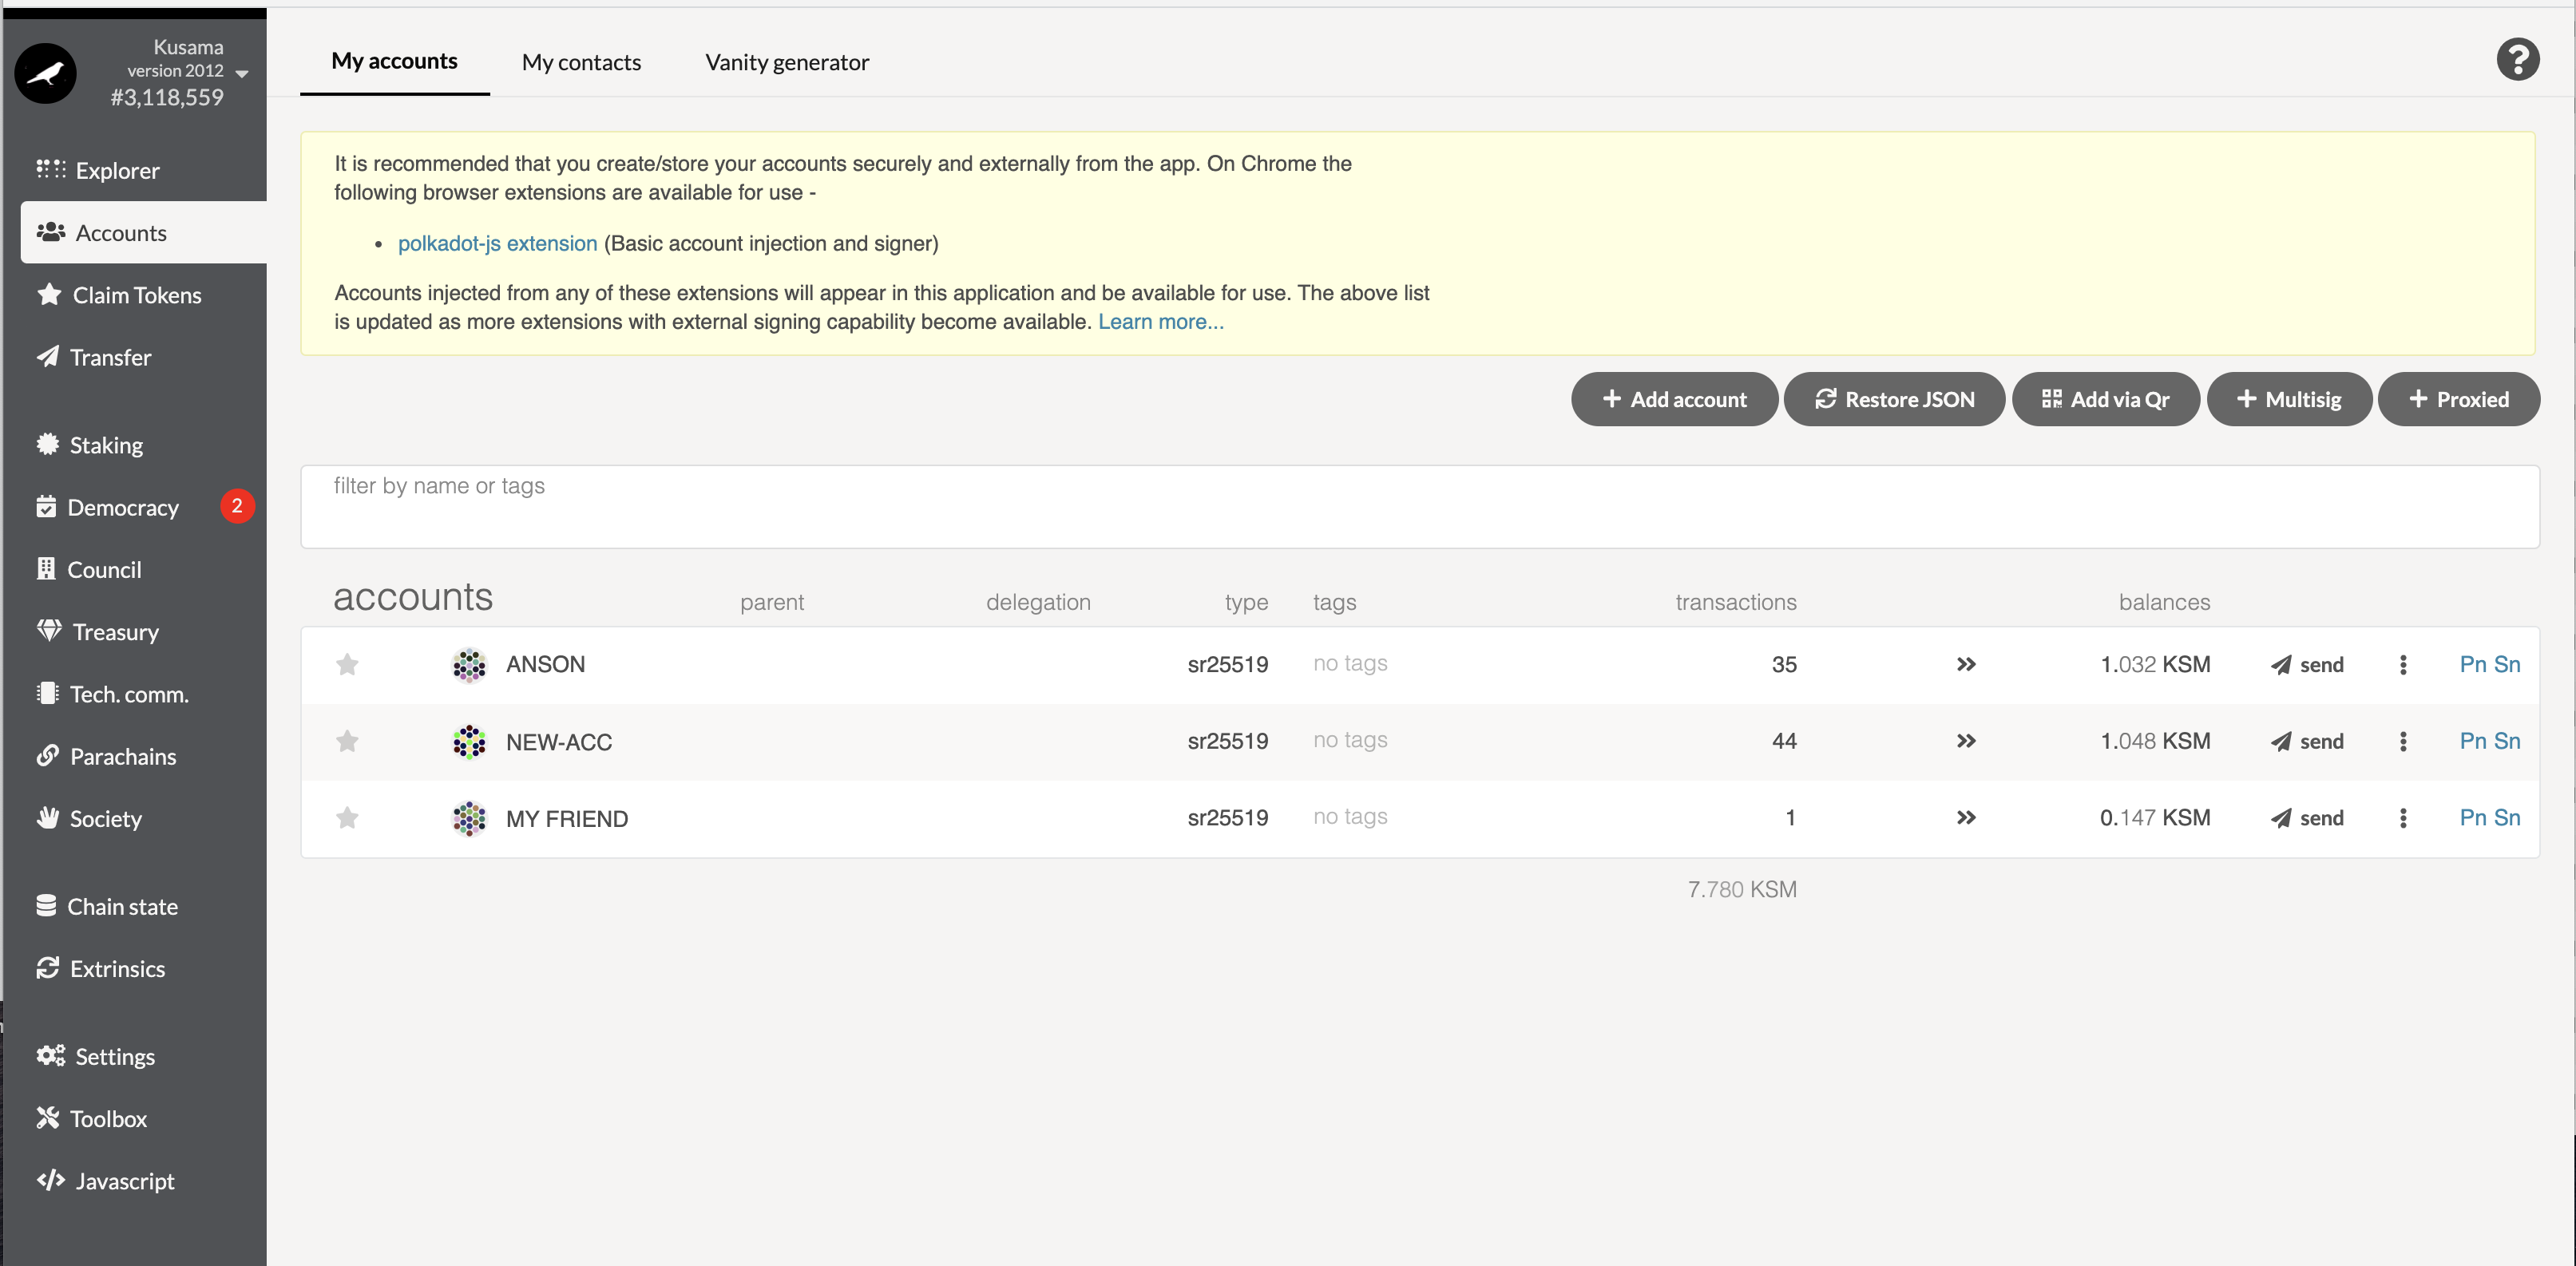 Kusama
version 2012
#3,118,559
Explorer
Accounts
Claim Tokens
Transfer
Staking
Democracy 2
Council
Treasury
Tech. comm.
Parachains
Society
Chain state
Extrinsics
Settings
Toolbox
Javascript
My accounts My contacts Vanity generator ?
It is recommended that you create/store your accounts securely and externally from the app. On Chrome the
following browser extensions are available for use -
• polkadot-js extension (Basic account injection and signer)
Accounts injected from any of these extensions will appear in this application and be available for use. The above list
is updated as more extensions with external signing capability become available. Learn more...
+ Add account Restore JSON Add via Qr + Multisig + Proxied
filter by name or tags
accounts parent delegation type tags transactions balances
ANSON sr25519 no tags 35 1.032 KSM send Pn Sn
NEW-ACC sr25519 no tags 44 1.048 KSM send Pn Sn
MY FRIEND sr25519 no tags 1 0.147 KSM send Pn Sn
7.780 KSM